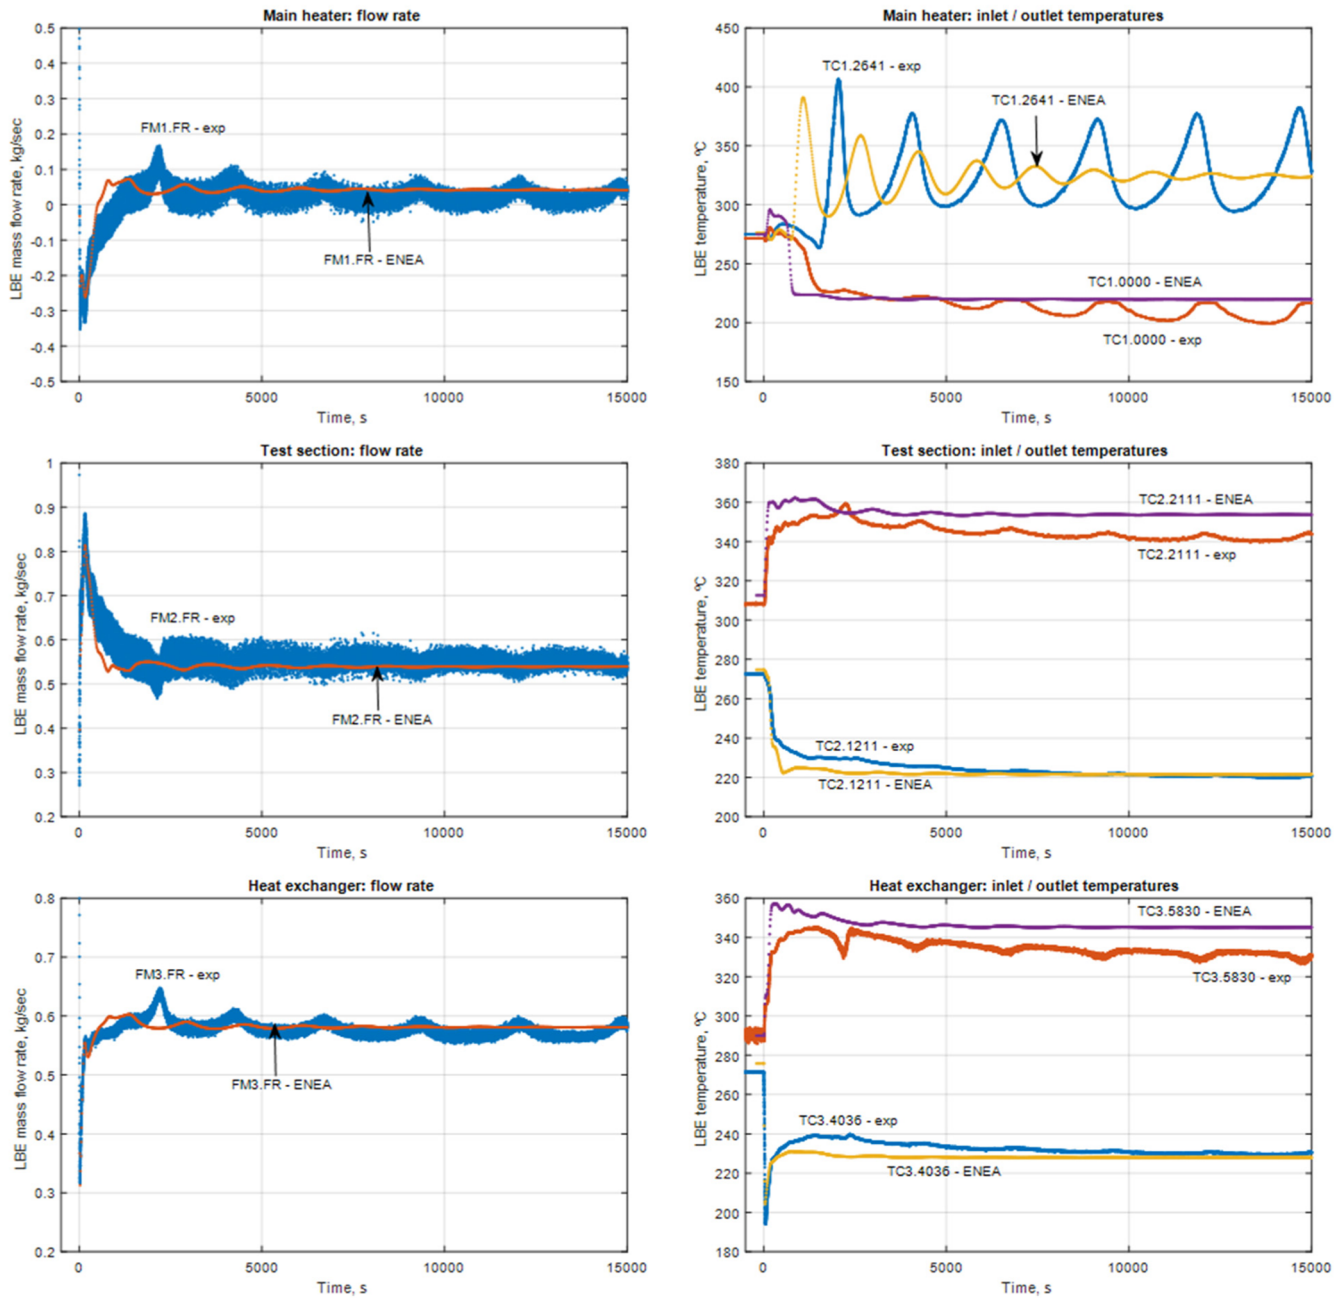 Main heater: flow rate
LBE mass flow rate, kg/sec
0.5
0.4
0.3
0.2
0.1
0
-0.1
-0.2
-0.3
-0.4
-0.5
FM1.FR - exp
FM1.FR - ENEA
0 5000 10000 15000
Time, s
Main heater: inlet / outlet temperatures
LBE temperature, ºC
450
400
350
300
250
200
150
TC1.2641 - exp
TC1.2641 - ENEA
TC1.0000 - ENEA
TC1.0000 - exp
0 5000 10000 15000
Time, s
Test section: flow rate
LBE mass flow rate, kg/sec
1
0.9
0.8
0.7
0.6
0.5
0.4
0.3
0.2
FM2.FR - exp
FM2.FR - ENEA
0 5000 10000 15000
Time, s
Test section: inlet / outlet temperatures
LBE temperature, ºC
380
360
340
320
300
280
260
240
220
200
TC2.2111 - ENEA
TC2.2111 - exp
TC2.1211 - exp
TC2.1211 - ENEA
0 5000 10000 15000
Time, s
Heat exchanger: flow rate
LBE mass flow rate, kg/sec
0.8
0.7
0.6
0.5
0.4
0.3
0.2
FM3.FR - exp
FM3.FR - ENEA
0 5000 10000 15000
Time, s
Heat exchanger: inlet / outlet temperatures
LBE temperature, ºC
360
340
320
300
280
260
240
220
200
180
TC3.5830 - ENEA
TC3.5830 - exp
TC3.4036 - exp
TC3.4036 - ENEA
0 5000 10000 15000
Time, s